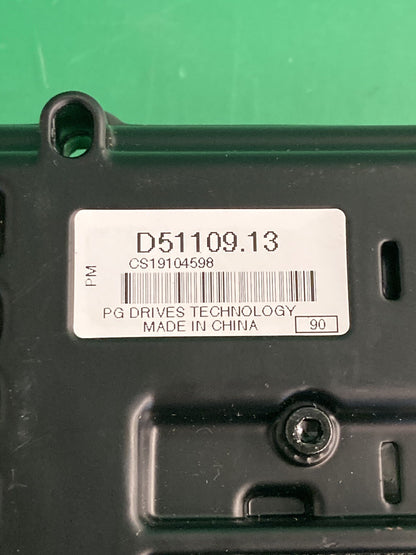 D51109.13
CS19104598
PM
PG DRIVES TECHNOLOGY
MADE IN CHINA
90